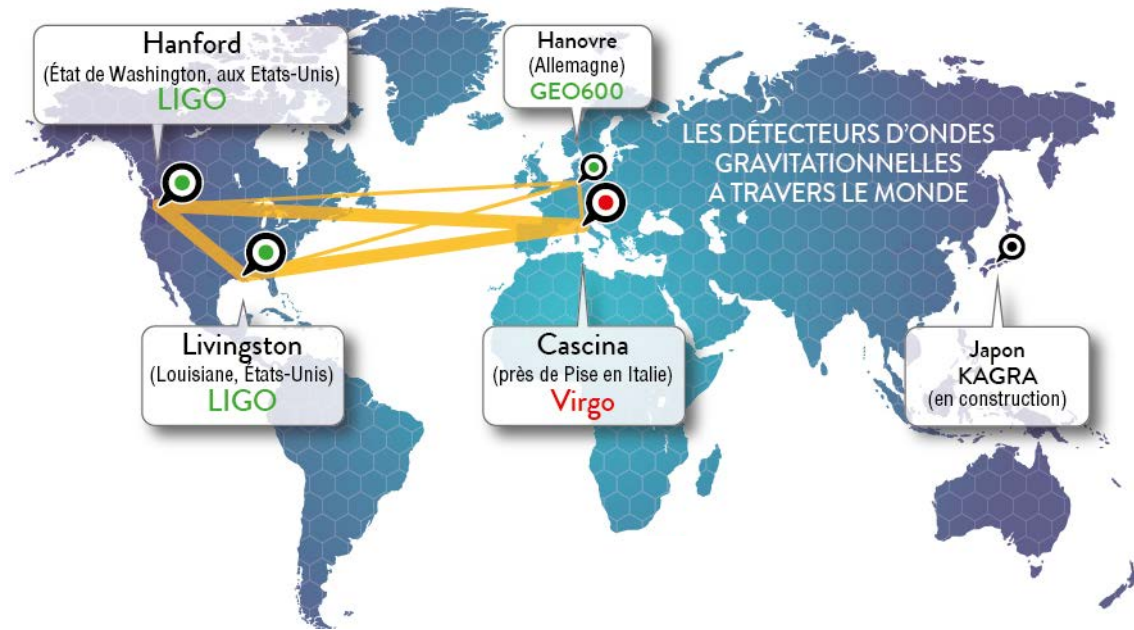 Hanford
(État de Washington, aux Etats-Unis)
LIGO
Hanovre
(Allemagne)
GEO600
LES DÉTECTEURS D'ONDES
GRAVITATIONNELLES
A TRAVERS LE MONDE
Livingston
(Louisiane, États-Unis)
LIGO
Cascina
(près de Pise en Italie)
Virgo
Japon
KAGRA
(en construction)